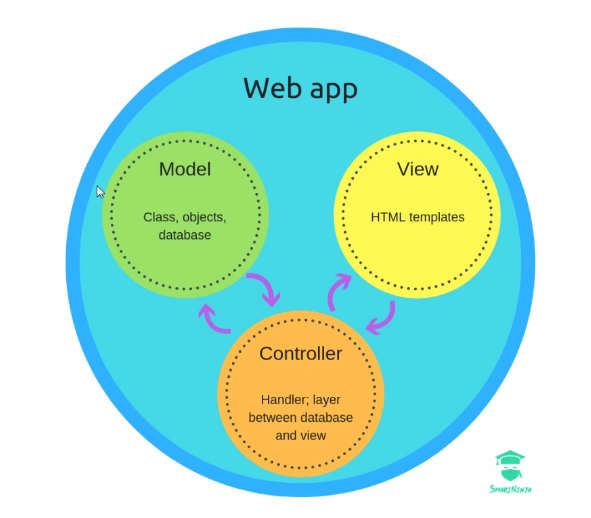 Web app
Model
Class, objects,
database
View
HTML templates
Controller
Handler; layer
between database
and view
SmartNinja